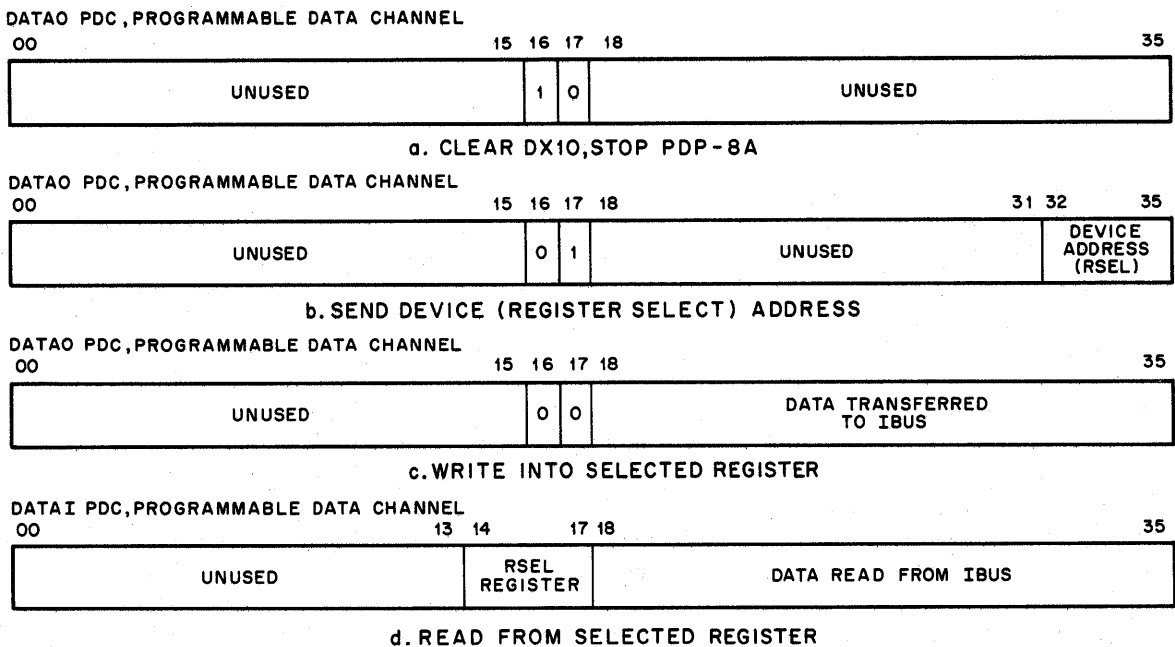 DATAO PDC,PROGRAMMABLE DATA CHANNEL
00 15 16 17 18 35
UNUSED 1 0 UNUSED
a. CLEAR DX10,STOP PDP-8A
DATAO PDC,PROGRAMMABLE DATA CHANNEL
00 15 16 17 18 31 32 35
UNUSED 0 1 UNUSED DEVICE
ADDRESS
(RSEL)
b. SEND DEVICE (REGISTER SELECT) ADDRESS
DATAO PDC,PROGRAMMABLE DATA CHANNEL
00 15 16 17 18 35
UNUSED 0 0 DATA TRANSFERRED
TO IBUS
c. WRITE INTO SELECTED REGISTER
DATAI PDC,PROGRAMMABLE DATA CHANNEL
00 13 14 17 18 35
UNUSED RSEL
REGISTER DATA READ FROM IBUS
d. READ FROM SELECTED REGISTER